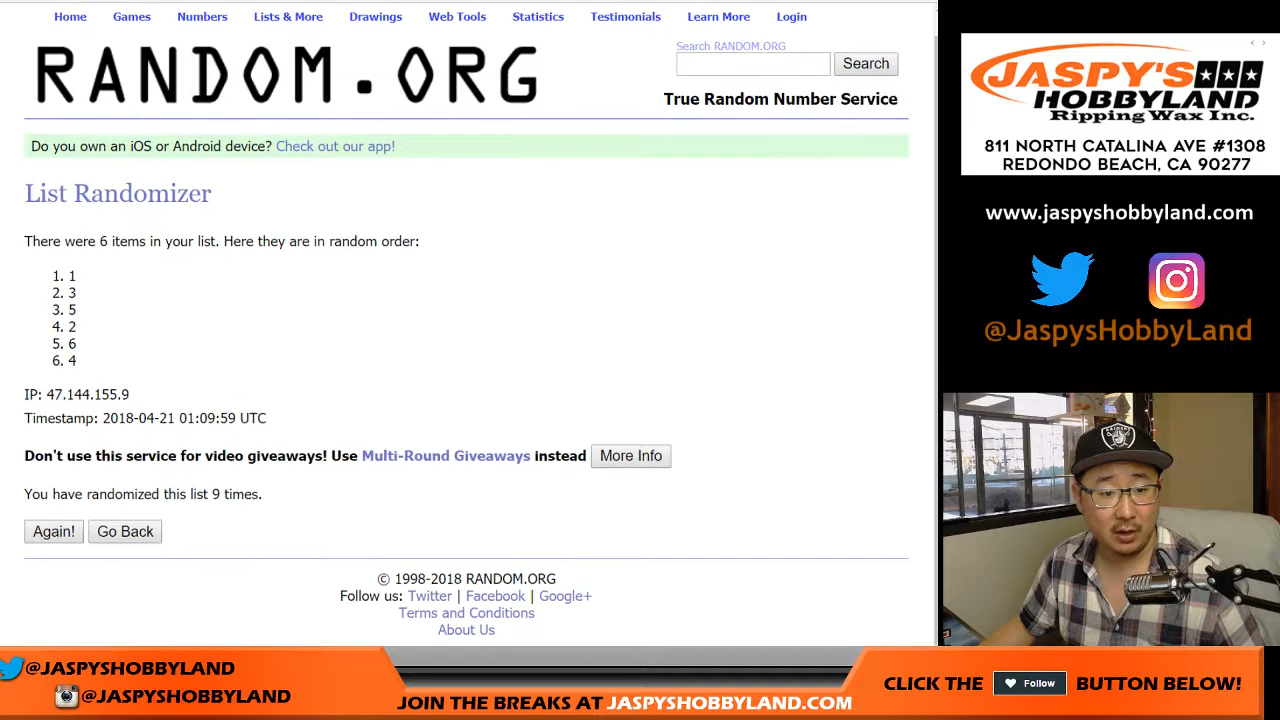 Home Games Numbers Lists & More Drawings Web Tools Statistics Testimonials Learn More Login
RANDOM.ORG
Search RANDOM.ORG
Search
True Random Number Service
Do you own an iOS or Android device? Check out our app!
List Randomizer
There were 6 items in your list. Here they are in random order:
1. 1
2. 3
3. 5
4. 2
5. 6
6. 4
IP: 47.144.155.9
Timestamp: 2018-04-21 01:09:59 UTC
Don't use this service for video giveaways! Use Multi-Round Giveaways instead More Info
You have randomized this list 9 times.
Again! Go Back
© 1998-2018 RANDOM.ORG
Follow us: Twitter | Facebook | Google+
Terms and Conditions
About Us
JASPY'S
HOBBYLAND
Ripping Wax Inc.
811 NORTH CATALINA AVE #1308
REDONDO BEACH, CA 90277
www.jaspyshobbyland.com
@JaspysHobbyLand
RAIDERS
@JASPYSHOBBYLAND
@JASPYSHOBBYLAND
JOIN THE BREAKS AT JASPYSHOBBYLAND.COM
CLICK THE Follow BUTTON BELOW!